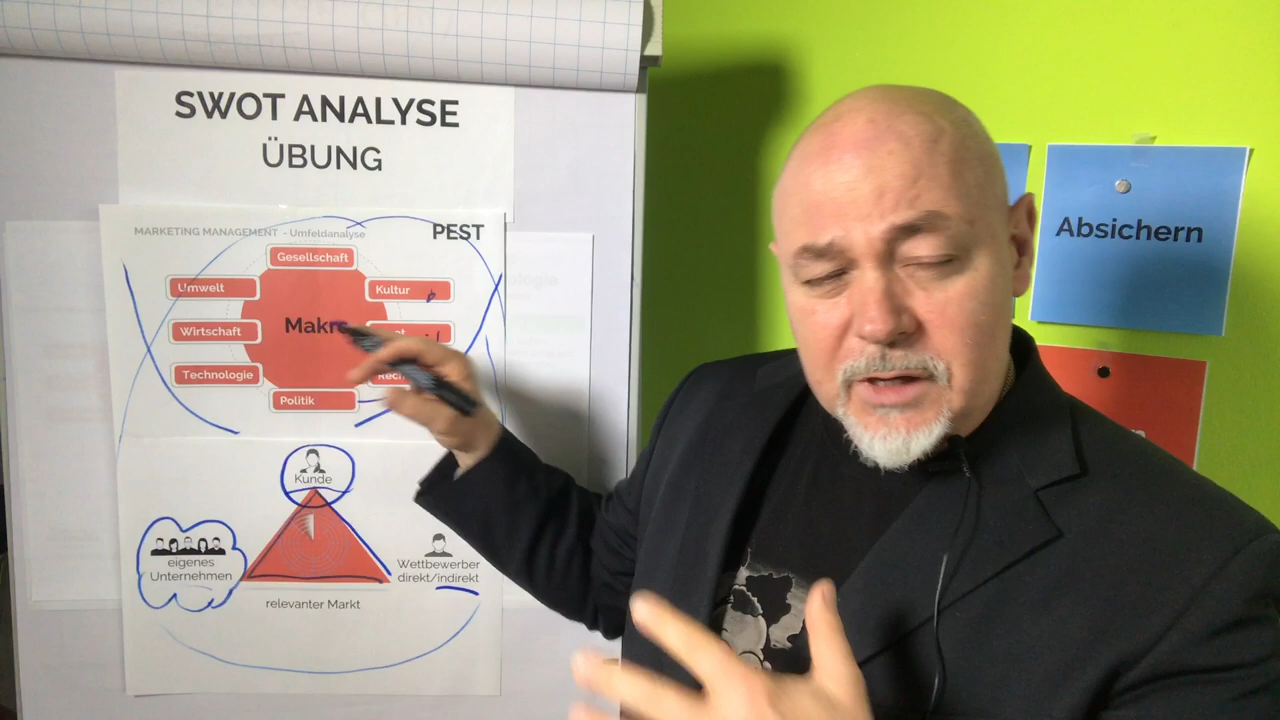 SWOT ANALYSE
ÜBUNG
MARKETING MANAGEMENT - Umfeldanalyse
PEST
Gesellschaft
Umwelt
Kultur
Wirtschaft
Technologie
Politik
Kunde
eigenes
Unternehmen
Wettbewerber
direkt/indirekt
relevanter Markt
Absichern